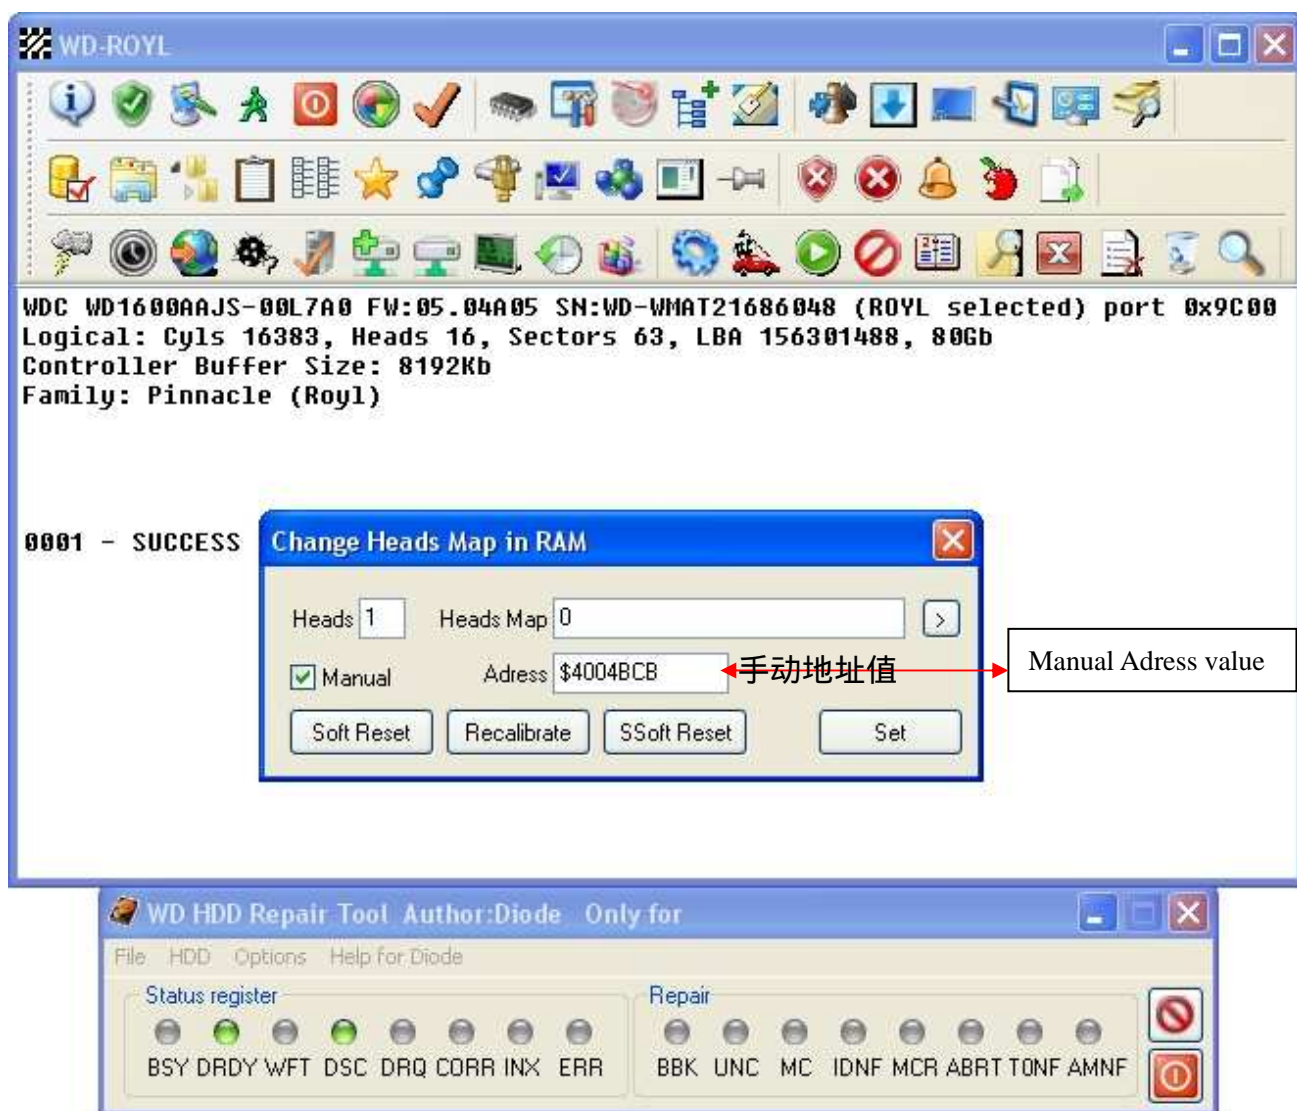 WD-ROYL
WDC WD1600AAJS-00L7A0 FW:05.04A05 SN:WD-WMAT21686048 (ROYL selected) port 0x9C00
Logical: Cyls 16383, Heads 16, Sectors 63, LBA 156301488, 80Gb
Controller Buffer Size: 8192Kb
Family: Pinnacle (Royl)
0001 - SUCCESS
Change Heads Map in RAM
Heads 1 Heads Map 0 >
Manual Adress $4004BCB 手动地址值 Manual Adress value
Soft Reset Recalibrate SSoft Reset Set
WD HDD Repair Tool Author:Diode Only for
File HDD Options Help for Diode
Status register Repair
BSY DRDY WFT DSC DRQ CORR INX ERR BBK UNC MC IDNF MCR ABRT T0NF AMNF